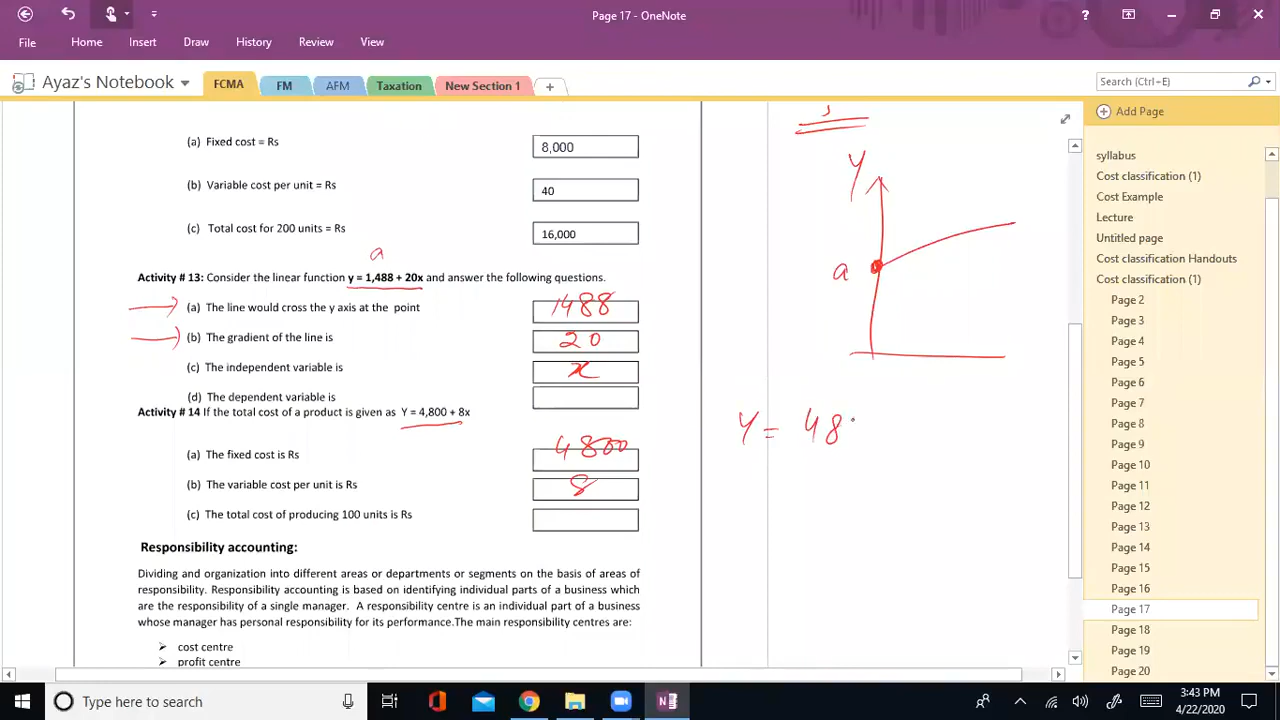 Page 17 - OneNote
File Home Insert Draw History Review View
Ayaz's Notebook FCMA FM AFM Taxation New Section 1
Search (Ctrl+E)
Add Page
(a) Fixed cost = Rs 8,000
(b) Variable cost per unit = Rs 40
(c) Total cost for 200 units = Rs 16,000
a
Activity # 13: Consider the linear function y = 1,488 + 20x and answer the following questions.
(a) The line would cross the y axis at the point 1488
(b) The gradient of the line is 20
(c) The independent variable is x
(d) The dependent variable is
Activity # 14 If the total cost of a product is given as Y = 4,800 + 8x
(a) The fixed cost is Rs 4800
(b) The variable cost per unit is Rs 8
(c) The total cost of producing 100 units is Rs
Responsibility accounting:
Dividing and organization into different areas or departments or segments on the basis of areas of
responsibility. Responsibility accounting is based on identifying individual parts of a business which
are the responsibility of a single manager. A responsibility centre is an individual part of a business
whose manager has personal responsibility for its performance.The main responsibility centres are:
cost centre
profit centre
Y
a
Y = 48
syllabus
Cost classification (1)
Cost Example
Lecture
Untitled page
Cost classification Handouts
Cost classification (1)
Page 2
Page 3
Page 4
Page 5
Page 6
Page 7
Page 8
Page 9
Page 10
Page 11
Page 12
Page 13
Page 14
Page 15
Page 16
Page 17
Page 18
Page 19
Page 20
Type here to search
3:43 PM
4/22/2020